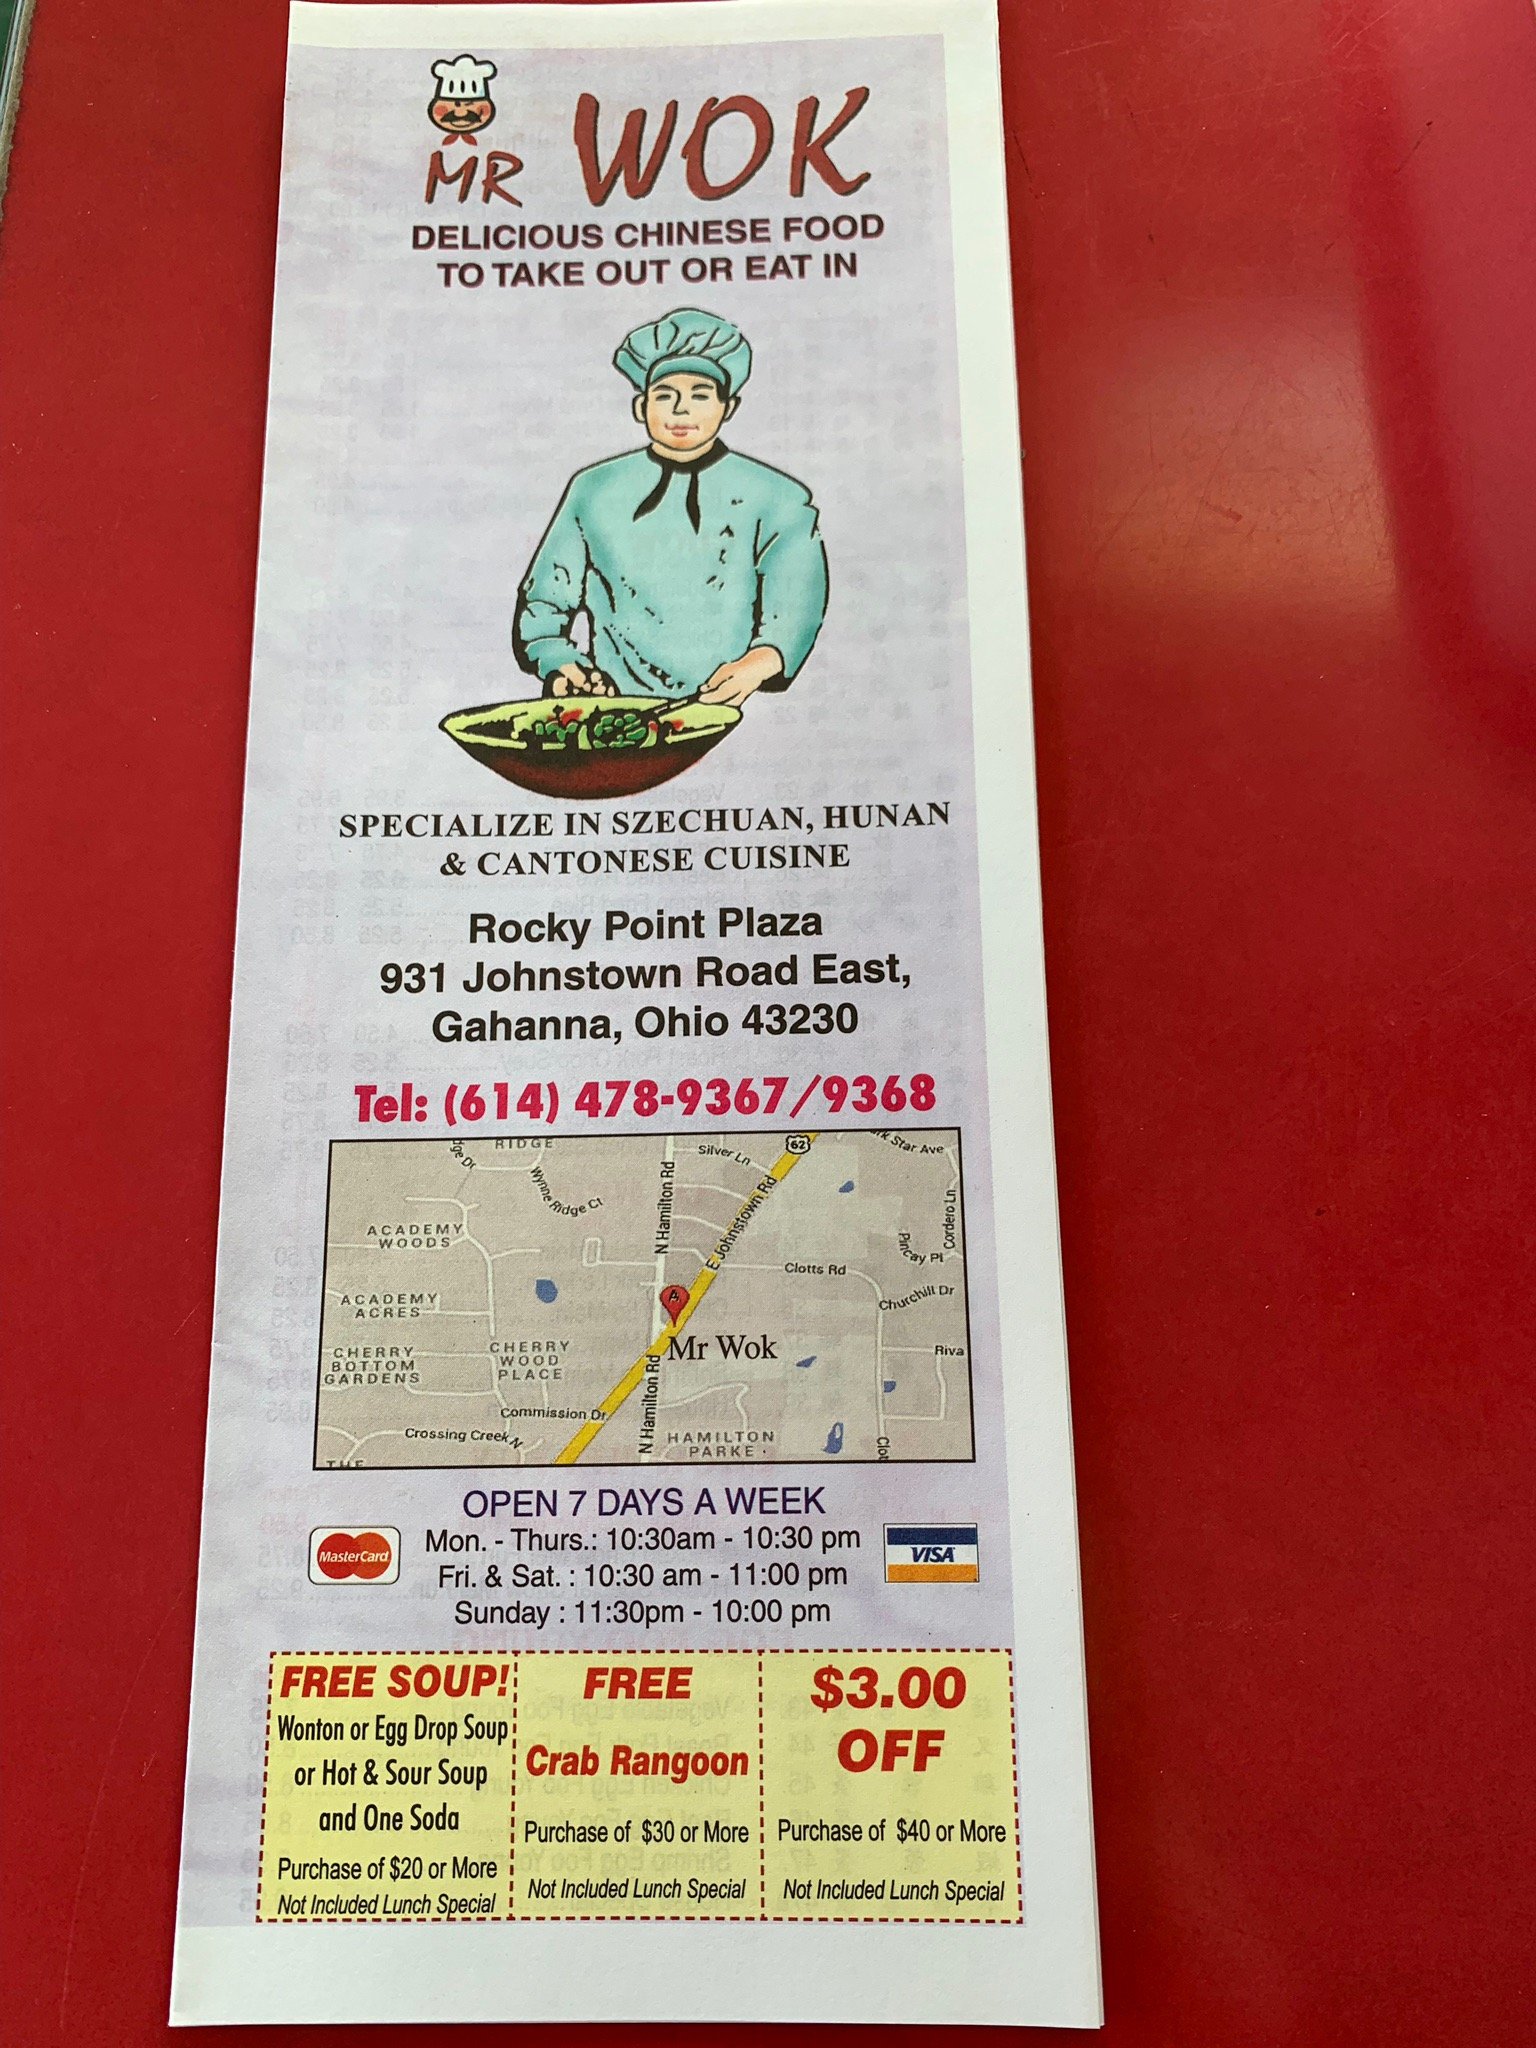 MR WOK
DELICIOUS CHINESE FOOD
TO TAKE OUT OR EAT IN
SPECIALIZE IN SZECHUAN, HUNAN
& CANTONESE CUISINE
Rocky Point Plaza
931 Johnstown Road East,
Gahanna, Ohio 43230
Tel: (614) 478-9367/9368
RIDGE
Silver Ln
62
Star Ave
Wynne Ridge Ct
N Hamilton Rd
E Johnstown Rd
Cordero Ln
ACADEMY
WOODS
Pincay Pl
Clotts Rd
ACADEMY
ACRES
A
Churchill Dr
Mr Wok
CHERRY
BOTTOM
GARDENS
CHERRY
WOOD
PLACE
Riva
N Hamilton Rd
Commission Dr
Crossing Creek N
HAMILTON
PARKE
Clot
THE
OPEN 7 DAYS A WEEK
MasterCard
Mon. - Thurs.: 10:30am - 10:30 pm
VISA
Fri. & Sat. : 10:30 am - 11:00 pm
Sunday : 11:30pm - 10:00 pm
FREE SOUP!
Wonton or Egg Drop Soup
or Hot & Sour Soup
and One Soda
Purchase of $20 or More
Not Included Lunch Special
FREE
Crab Rangoon
Purchase of $30 or More
Not Included Lunch Special
$3.00
OFF
Purchase of $40 or More
Not Included Lunch Special